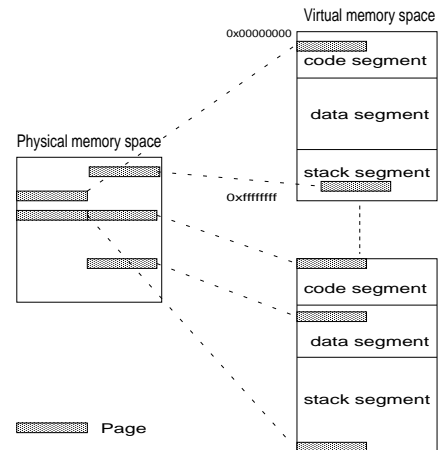 Virtual memory space
0x00000000
code segment
data segment
Physical memory space
stack segment
0xffffffff
code segment
data segment
stack segment
Page